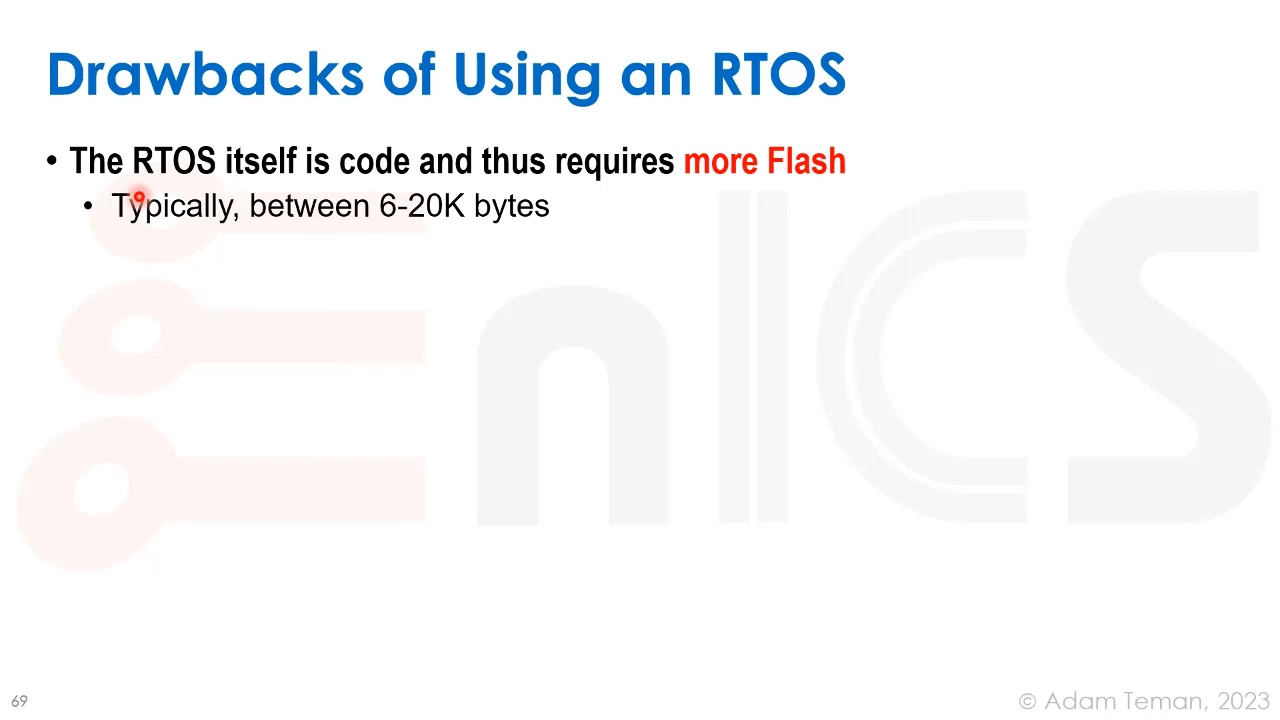 Drawbacks of Using an RTOS
• The RTOS itself is code and thus requires more Flash
• Typically, between 6-20K bytes
EnICS
69
© Adam Teman, 2023